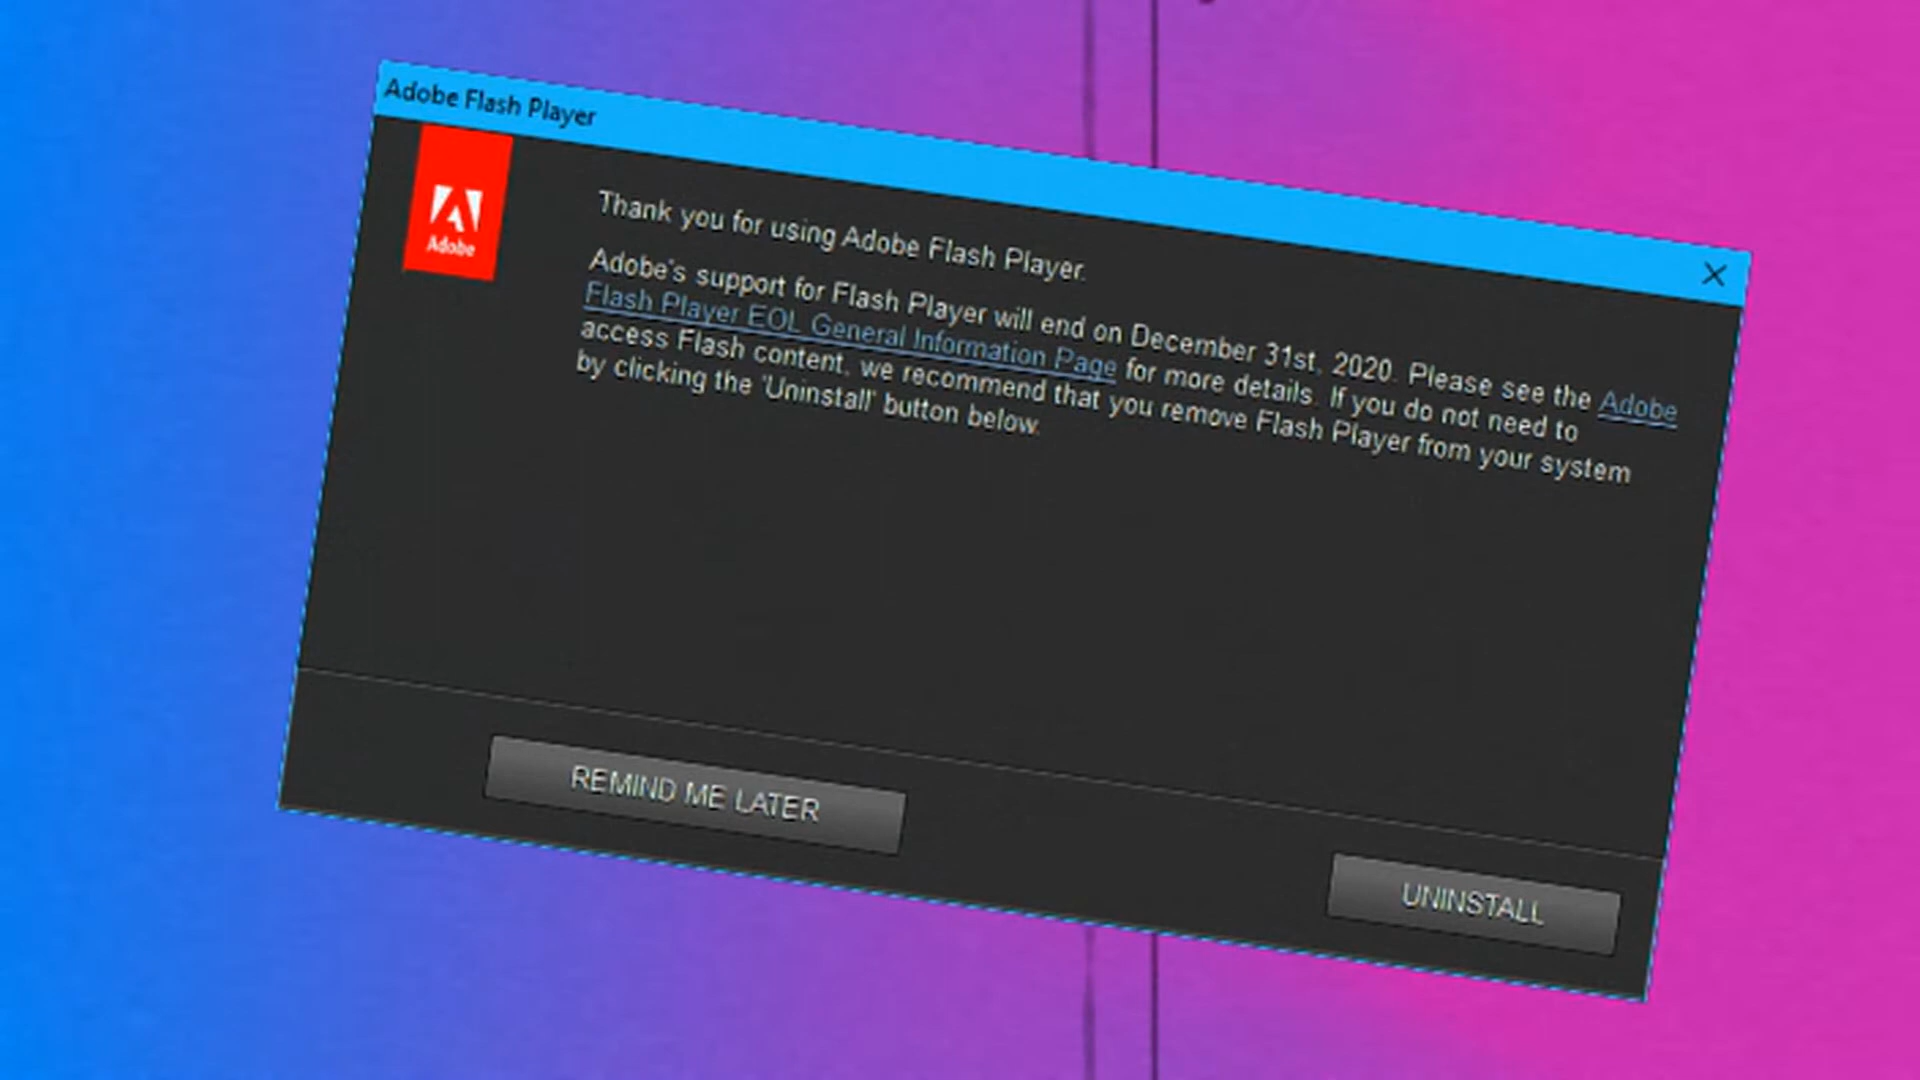 Adobe Flash Player
Adobe
Thank you for using Adobe Flash Player.
Adobe's support for Flash Player will end on December 31st, 2020. Please see the Adobe
Flash Player EOL General Information Page for more details. If you do not need to
access Flash content, we recommend that you remove Flash Player from your system
by clicking the 'Uninstall' button below.
REMIND ME LATER
UNINSTALL